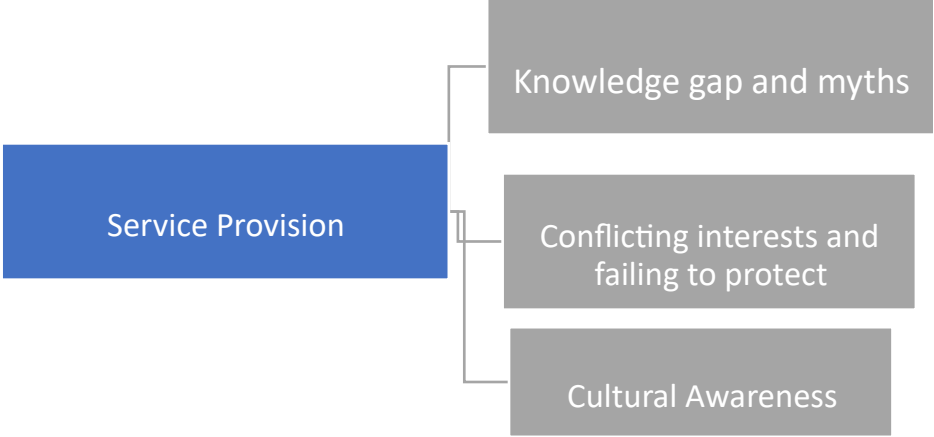 Knowledge gap and myths
Service Provision
Conflicting interests and
failing to protect
Cultural Awareness